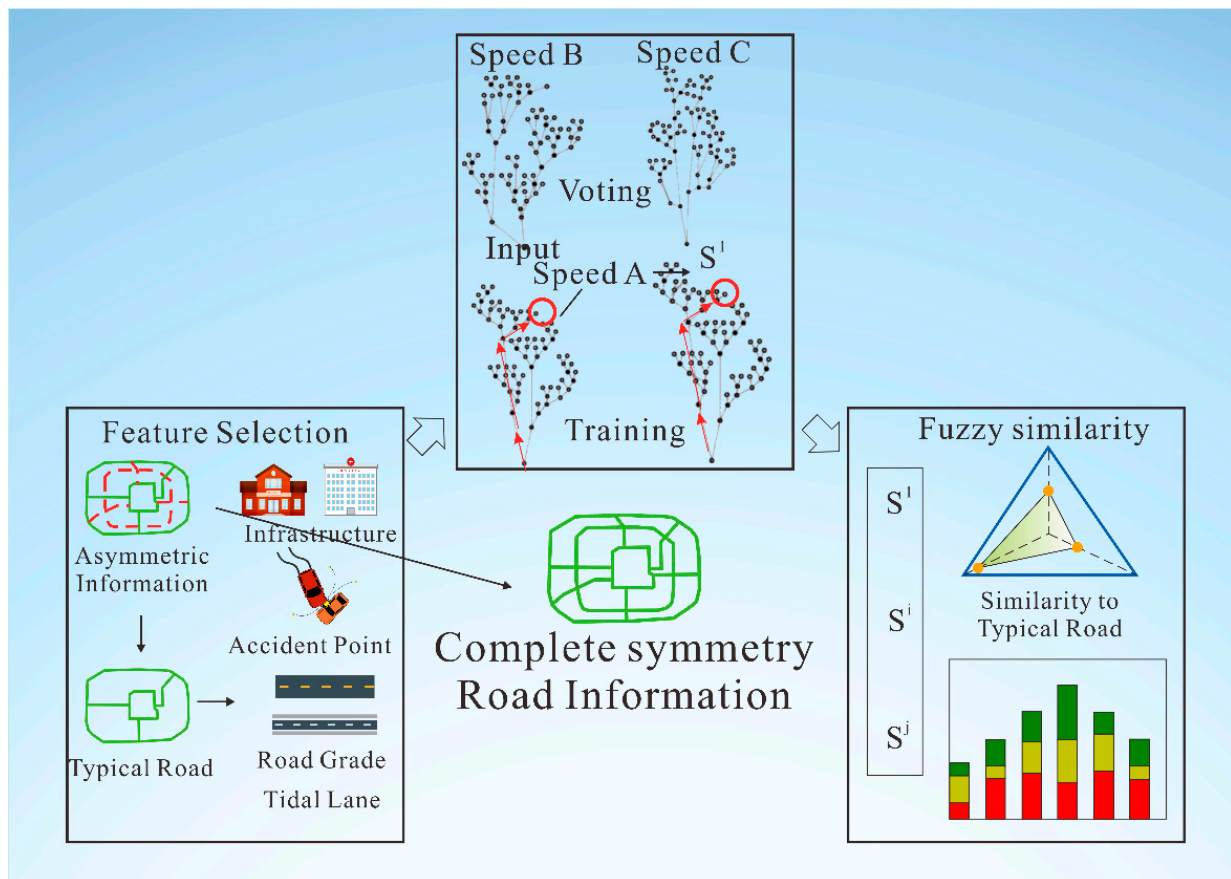 Speed B
Speed C
Voting
Input
Speed A
S¹
Training
Feature Selection
Asymmetric
Information
Infrastructure
Accident Point
Typical Road
Road Grade
Tidal Lane
Complete symmetry
Road Information
Fuzzy similarity
S¹
Sⁱ
Sʲ
Similarity to
Typical Road